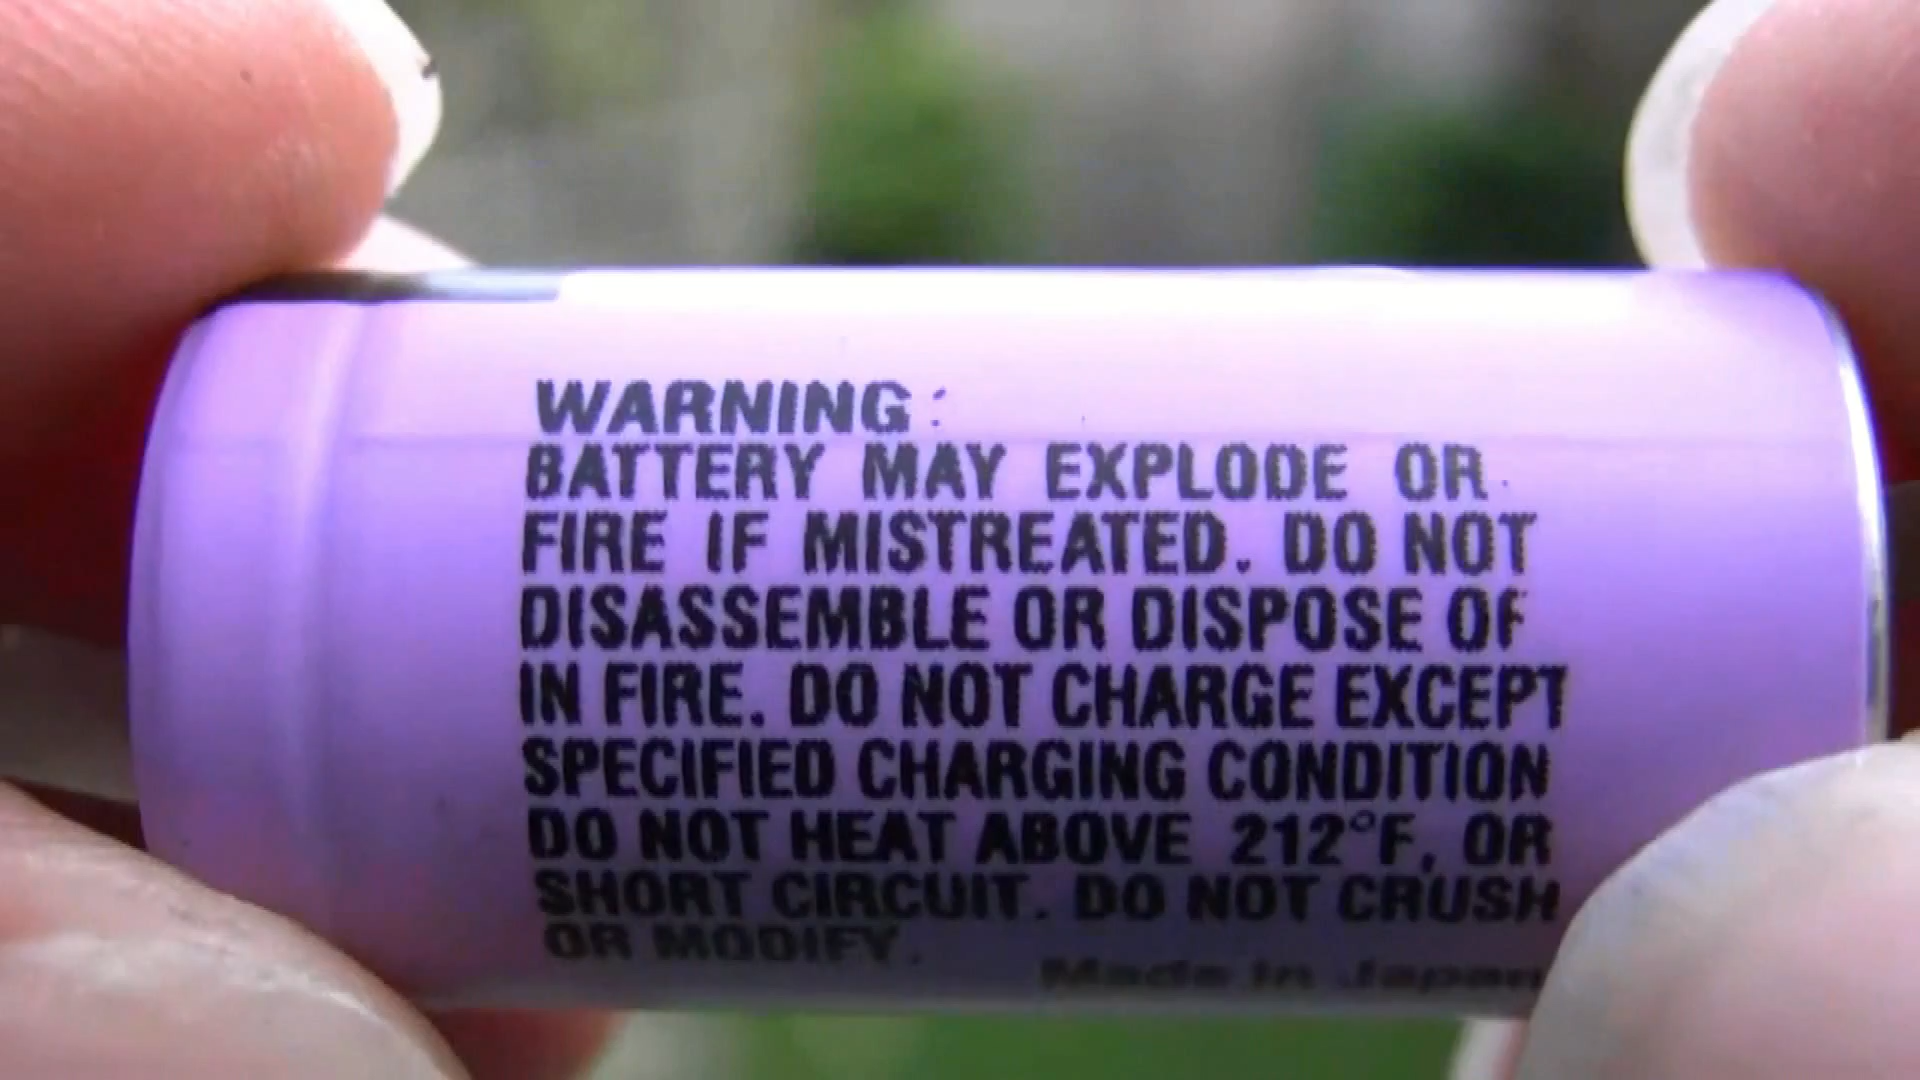 WARNING:
BATTERY MAY EXPLODE OR
FIRE IF MISTREATED. DO NOT
DISASSEMBLE OR DISPOSE OF
IN FIRE. DO NOT CHARGE EXCEPT
SPECIFIED CHARGING CONDITION
DO NOT HEAT ABOVE 212°F, OR
SHORT CIRCUIT. DO NOT CRUSH
OR MODIFY.
Made in Japan